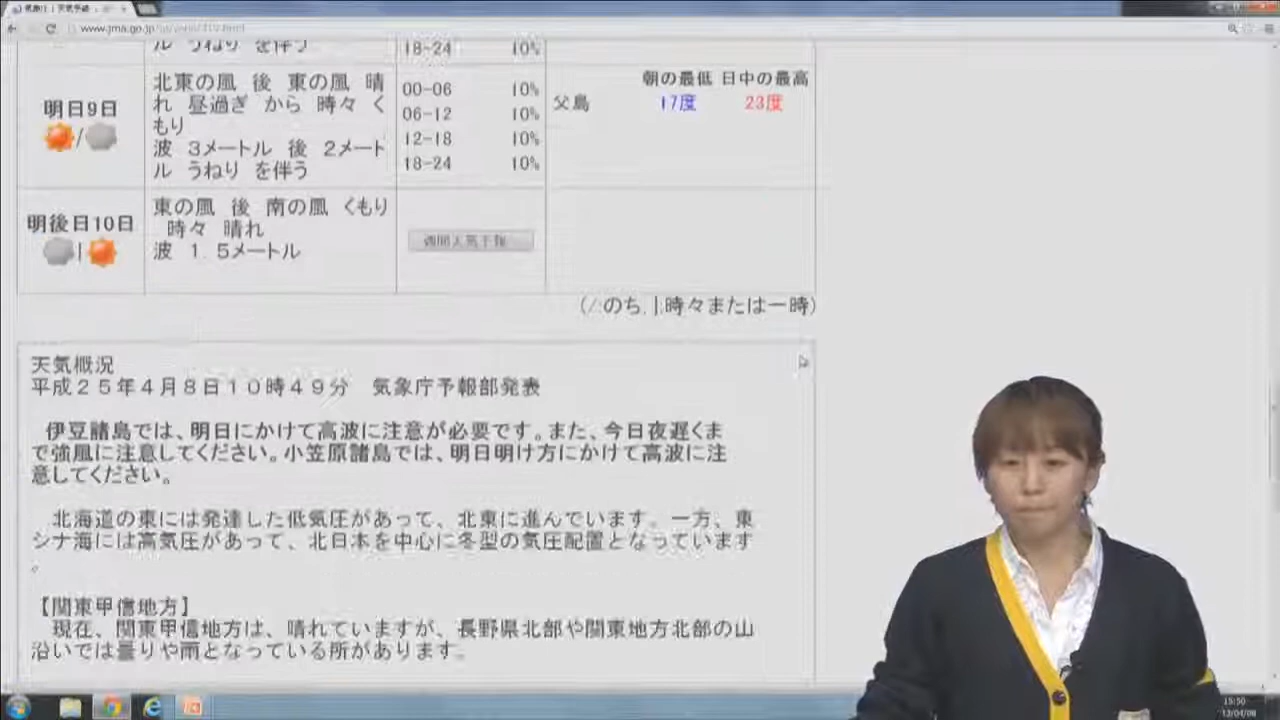 www.jma.go.jp
ル うねり を伴う
18-24 10%
明日9日
北東の風 後 東の風 晴
れ 昼過ぎ から 時々 く
もり
波 3メートル 後 2メート
ル うねり を伴う
00-06 10%
06-12 10%
12-18 10%
18-24 10%
朝の最低 日中の最高
父島 17度 23度
明後日10日
東の風 後 南の風 くもり
時々 晴れ
波 1.5メートル
週間天気予報
(/:のち,|:時々または一時)
天気概況
平成25年4月8日10時49分 気象庁予報部発表
伊豆諸島では、明日にかけて高波に注意が必要です。また、今日夜遅くま
で強風に注意してください。小笠原諸島では、明日明け方にかけて高波に注
意してください。
北海道の東には発達した低気圧があって、北東に進んでいます。一方、東
シナ海には高気圧があって、北日本を中心に冬型の気圧配置となっています
。
【関東甲信地方】
現在、関東甲信地方は、晴れていますが、長野県北部や関東地方北部の山
沿いでは曇りや雨となっている所があります。
15:50
13/04/08